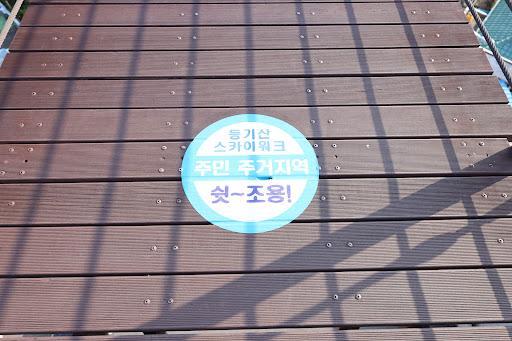 등기산
스카이워크
주민 주거지역
쉿~조용!